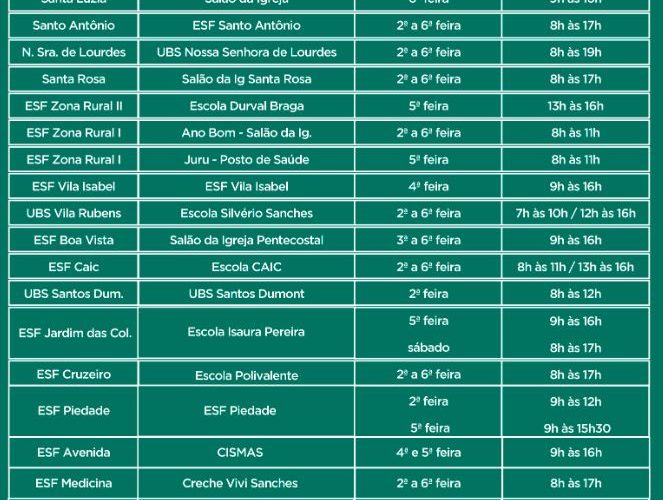 Santa Luzia Salão da Igreja 6ª feira 9h às 16h
Santo Antônio ESF Santo Antônio 2ª a 6ª feira 8h às 17h
N. Sra. de Lourdes UBS Nossa Senhora de Lourdes 2ª a 6ª feira 8h às 19h
Santa Rosa Salão da Ig Santa Rosa 2ª a 6ª feira 8h às 17h
ESF Zona Rural II Escola Durval Braga 5ª feira 13h às 16h
ESF Zona Rural I Ano Bom - Salão da Ig. 2ª a 6ª feira 8h às 11h
ESF Zona Rural I Juru - Posto de Saúde 5ª feira 8h às 11h
ESF Vila Isabel ESF Vila Isabel 4ª feira 9h às 16h
UBS Vila Rubens Escola Silvério Sanches 2ª a 6ª feira 7h às 10h / 12h às 16h
ESF Boa Vista Salão da Igreja Pentecostal 3ª a 6ª feira 9h às 16h
ESF Caic Escola CAIC 2ª a 6ª feira 8h às 11h / 13h às 16h
UBS Santos Dum. UBS Santos Dumont 2ª feira 8h às 12h
ESF Jardim das Col. Escola Isaura Pereira 5ª feira 9h às 16h
sábado 8h às 17h
ESF Cruzeiro Escola Polivalente 2ª a 6ª feira 8h às 17h
ESF Piedade ESF Piedade 2ª feira 9h às 12h
5ª feira 9h às 15h30
ESF Avenida CISMAS 4ª e 5ª feira 9h às 16h
ESF Medicina Creche Vivi Sanches 2ª a 6ª feira 8h às 17h